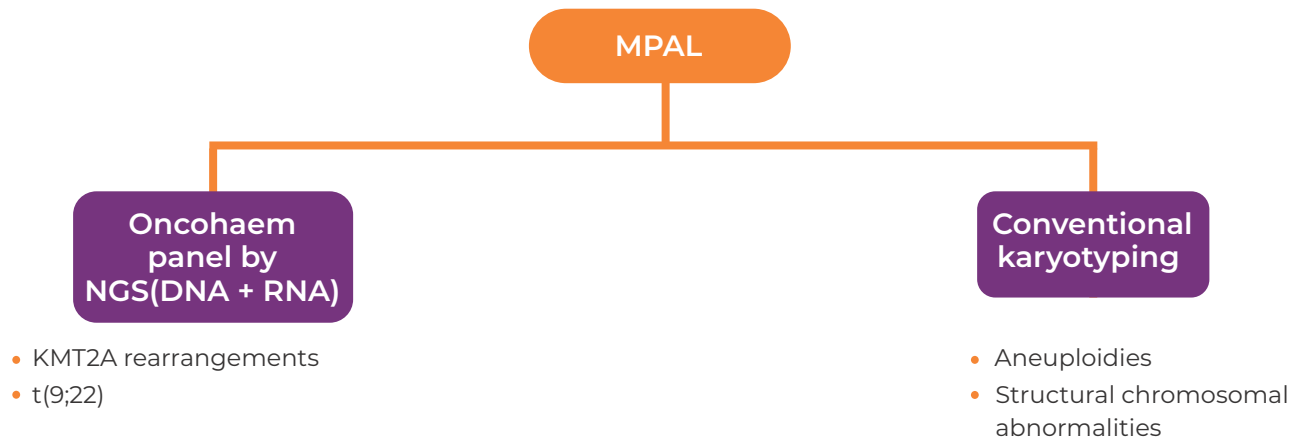 MPAL
Oncohaem
panel by
NGS(DNA + RNA)
• KMT2A rearrangements
• t(9;22)
Conventional
karyotyping
• Aneuploidies
• Structural chromosomal
abnormalities